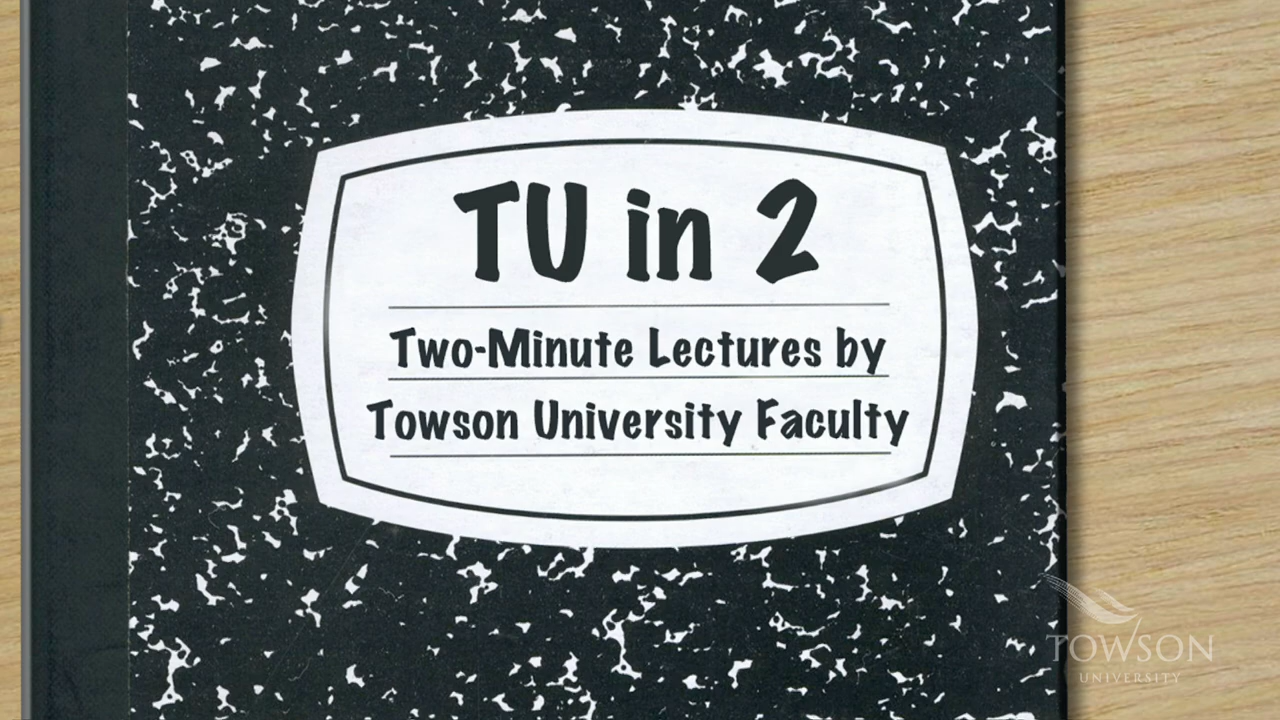 TU in 2
Two-Minute Lectures by
Towson University Faculty
TOWSON
UNIVERSITY